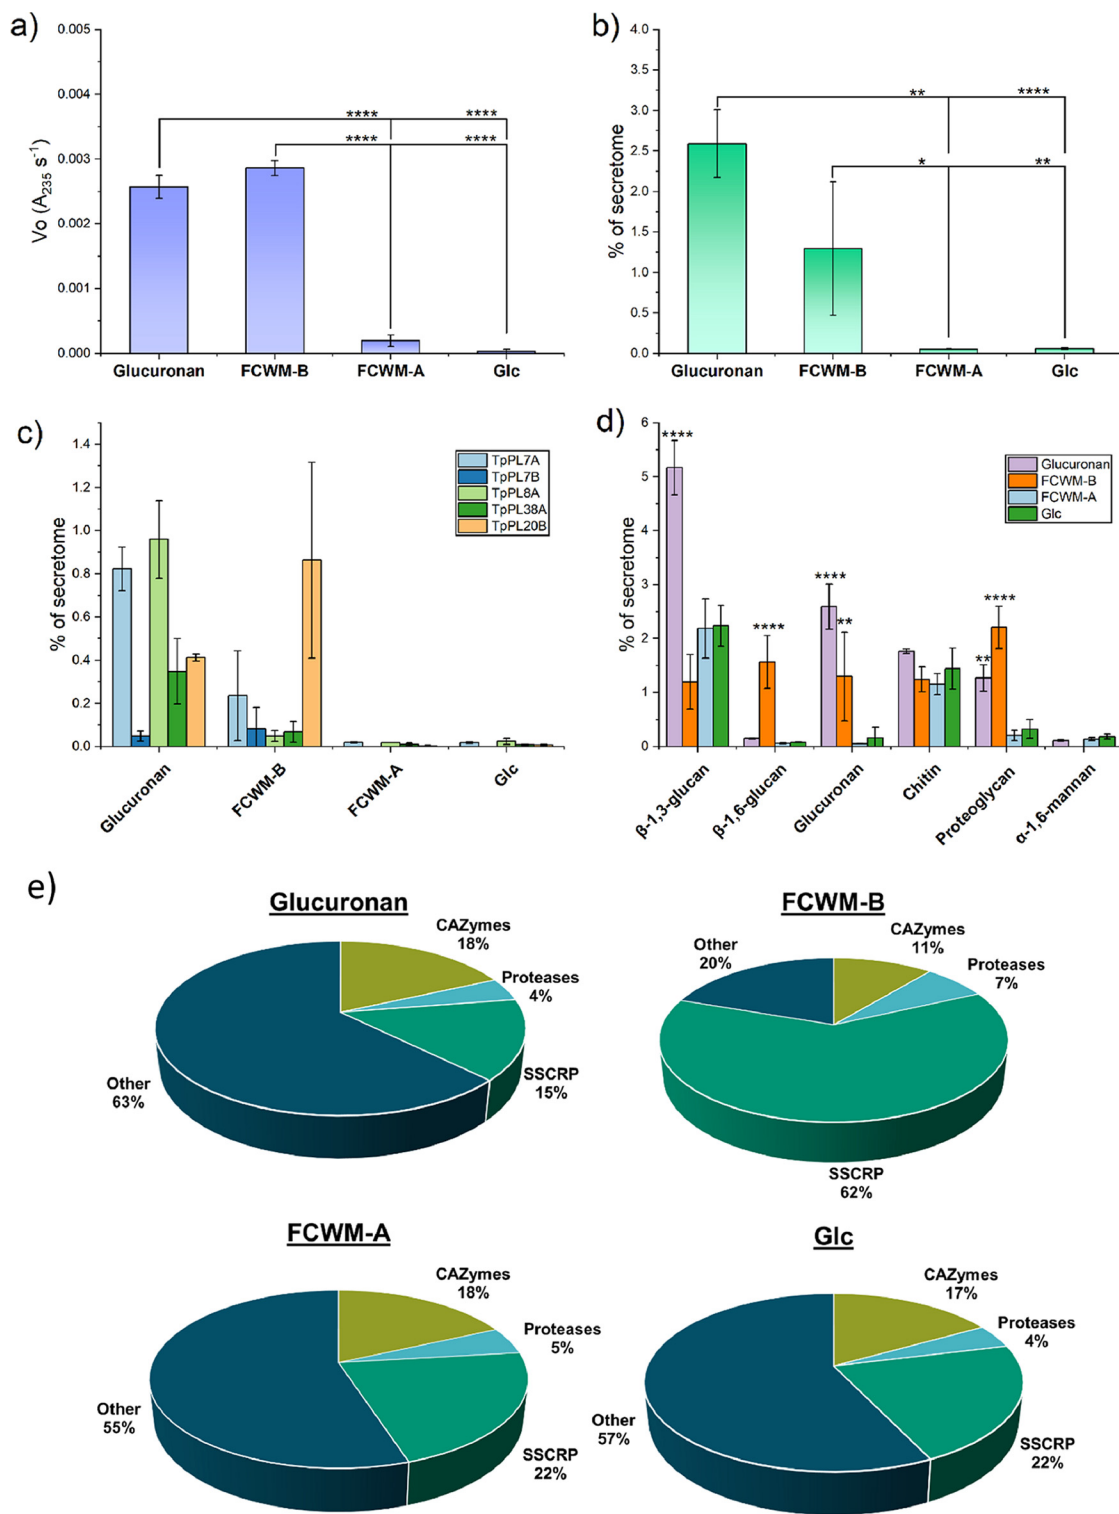 a)
0.005
0.004
0.003
0.002
0.001
0.000
Vo (A₂₃₅ s⁻¹)
**** ****
**** ****
Glucuronan FCWM-B FCWM-A Glc
b)
4.0
3.5
3.0
2.5
2.0
1.5
1.0
0.5
0.0
% of secretome
** ****
* **
Glucuronan FCWM-B FCWM-A Glc
c)
1.4
1.2
1.0
0.8
0.6
0.4
0.2
0.0
% of secretome
TpPL7A
TpPL7B
TpPL8A
TpPL38A
TpPL20B
Glucuronan FCWM-B FCWM-A Glc
d)
6
5
4
3
2
1
0
% of secretome
Glucuronan
FCWM-B
FCWM-A
Glc
**** **** **** ** ** ****
β-1,3-glucan β-1,6-glucan Glucuronan Chitin Proteoglycan α-1,6-mannan
e)
Glucuronan
CAZymes
18%
Proteases
4%
SSCRP
15%
Other
63%
FCWM-B
CAZymes
11%
Proteases
7%
SSCRP
62%
Other
20%
FCWM-A
CAZymes
18%
Proteases
5%
SSCRP
22%
Other
55%
Glc
CAZymes
17%
Proteases
4%
SSCRP
22%
Other
57%